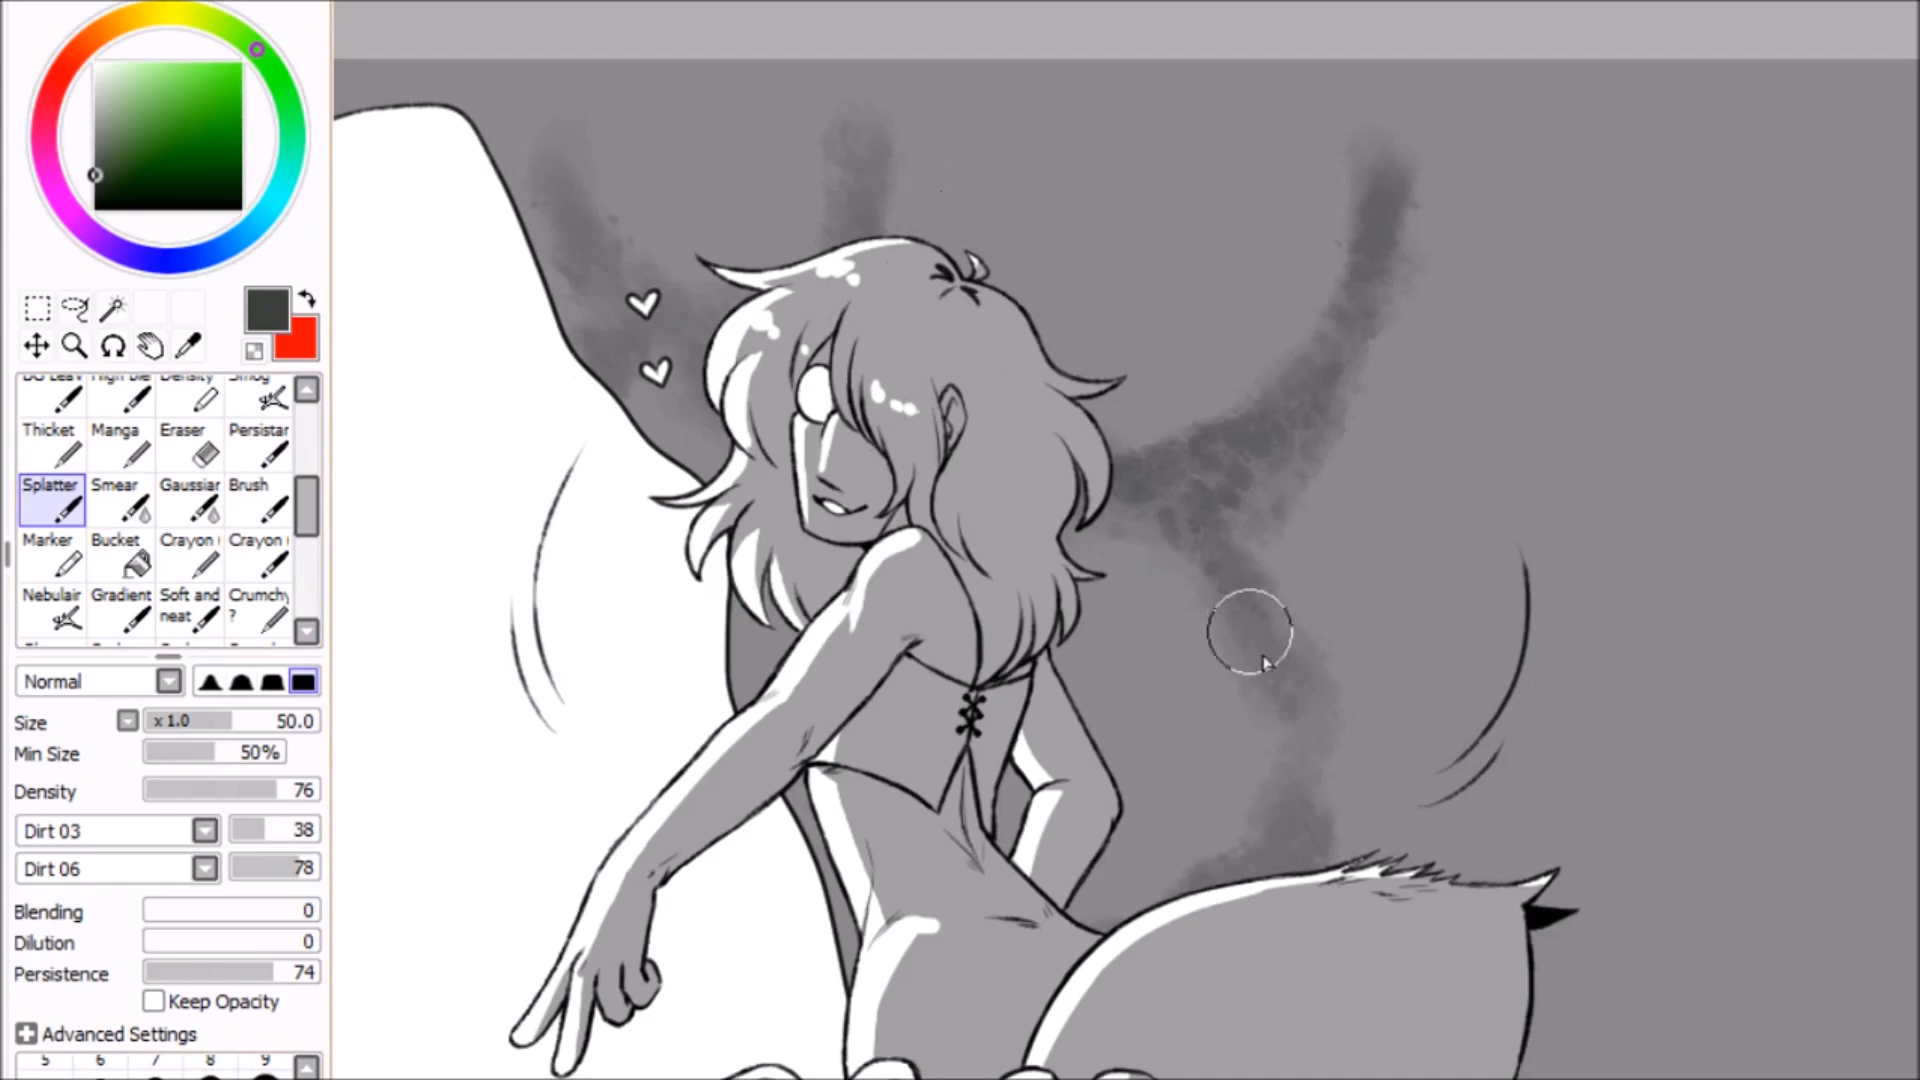 Thicket Manga Eraser Persistar
Splatter Smear Gaussiar Brush
Marker Bucket Crayon Crayon
Nebulair Gradient Soft and neat Crumchy ?
Normal
Size x 1.0 50.0
Min Size 50%
Density 76
Dirt 03 38
Dirt 06 78
Blending 0
Dilution 0
Persistence 74
Keep Opacity
Advanced Settings
5 6 7 8 9